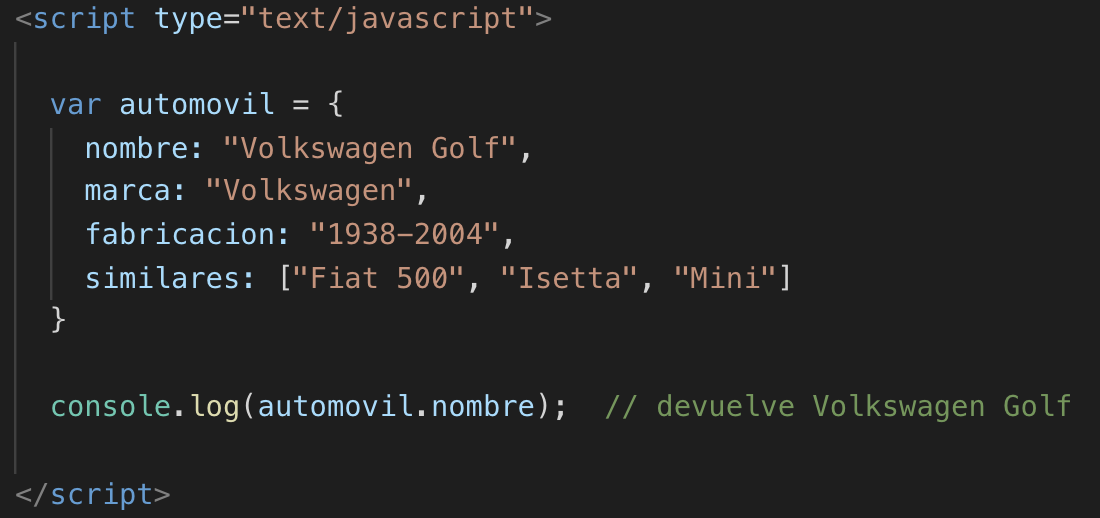 <script type="text/javascript">
var automovil = {
nombre: "Volkswagen Golf",
marca: "Volkswagen",
fabricacion: "1938-2004",
similares: ["Fiat 500", "Isetta", "Mini"]
}
console.log(automovil.nombre);  // devuelve Volkswagen Golf
</script>